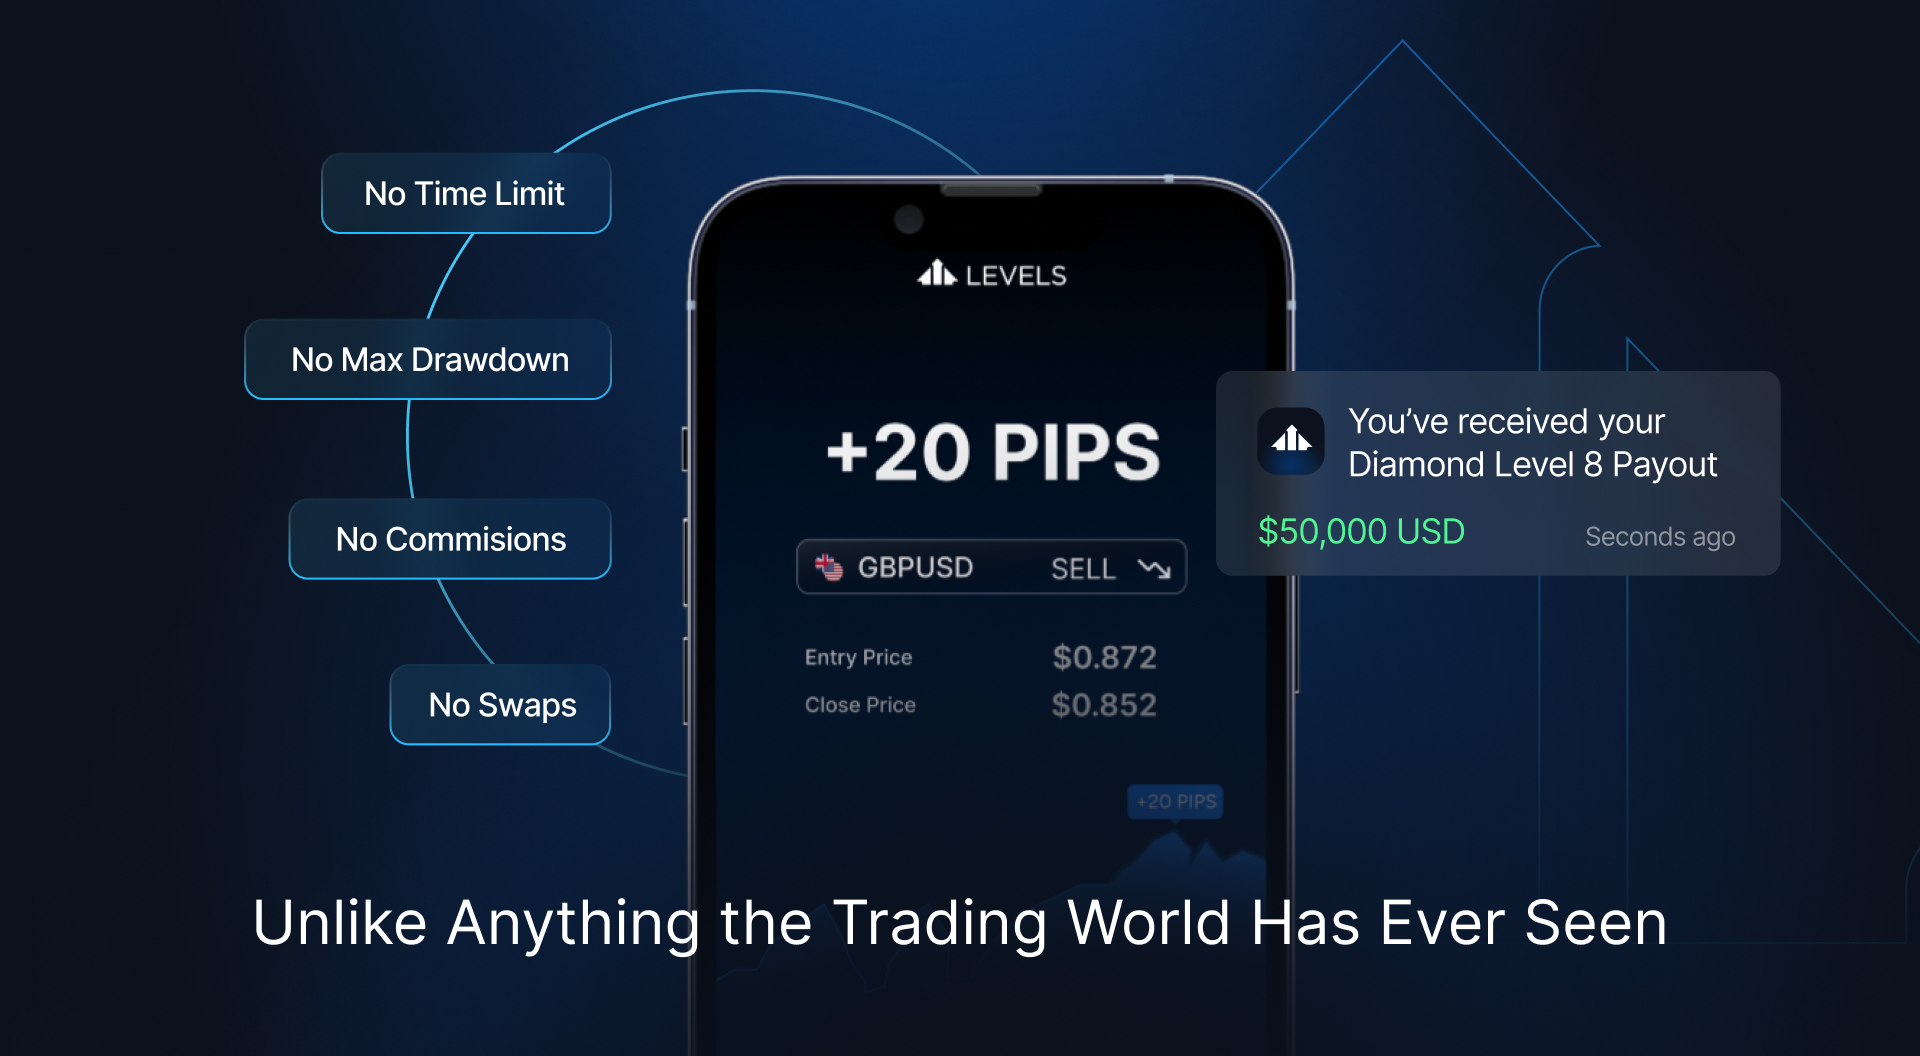 No Time Limit
No Max Drawdown
No Commisions
No Swaps
LEVELS
+20 PIPS
GBPUSD SELL
Entry Price $0.872
Close Price $0.852
+20 PIPS
You’ve received your
Diamond Level 8 Payout
$50,000 USD Seconds ago
Unlike Anything the Trading World Has Ever Seen